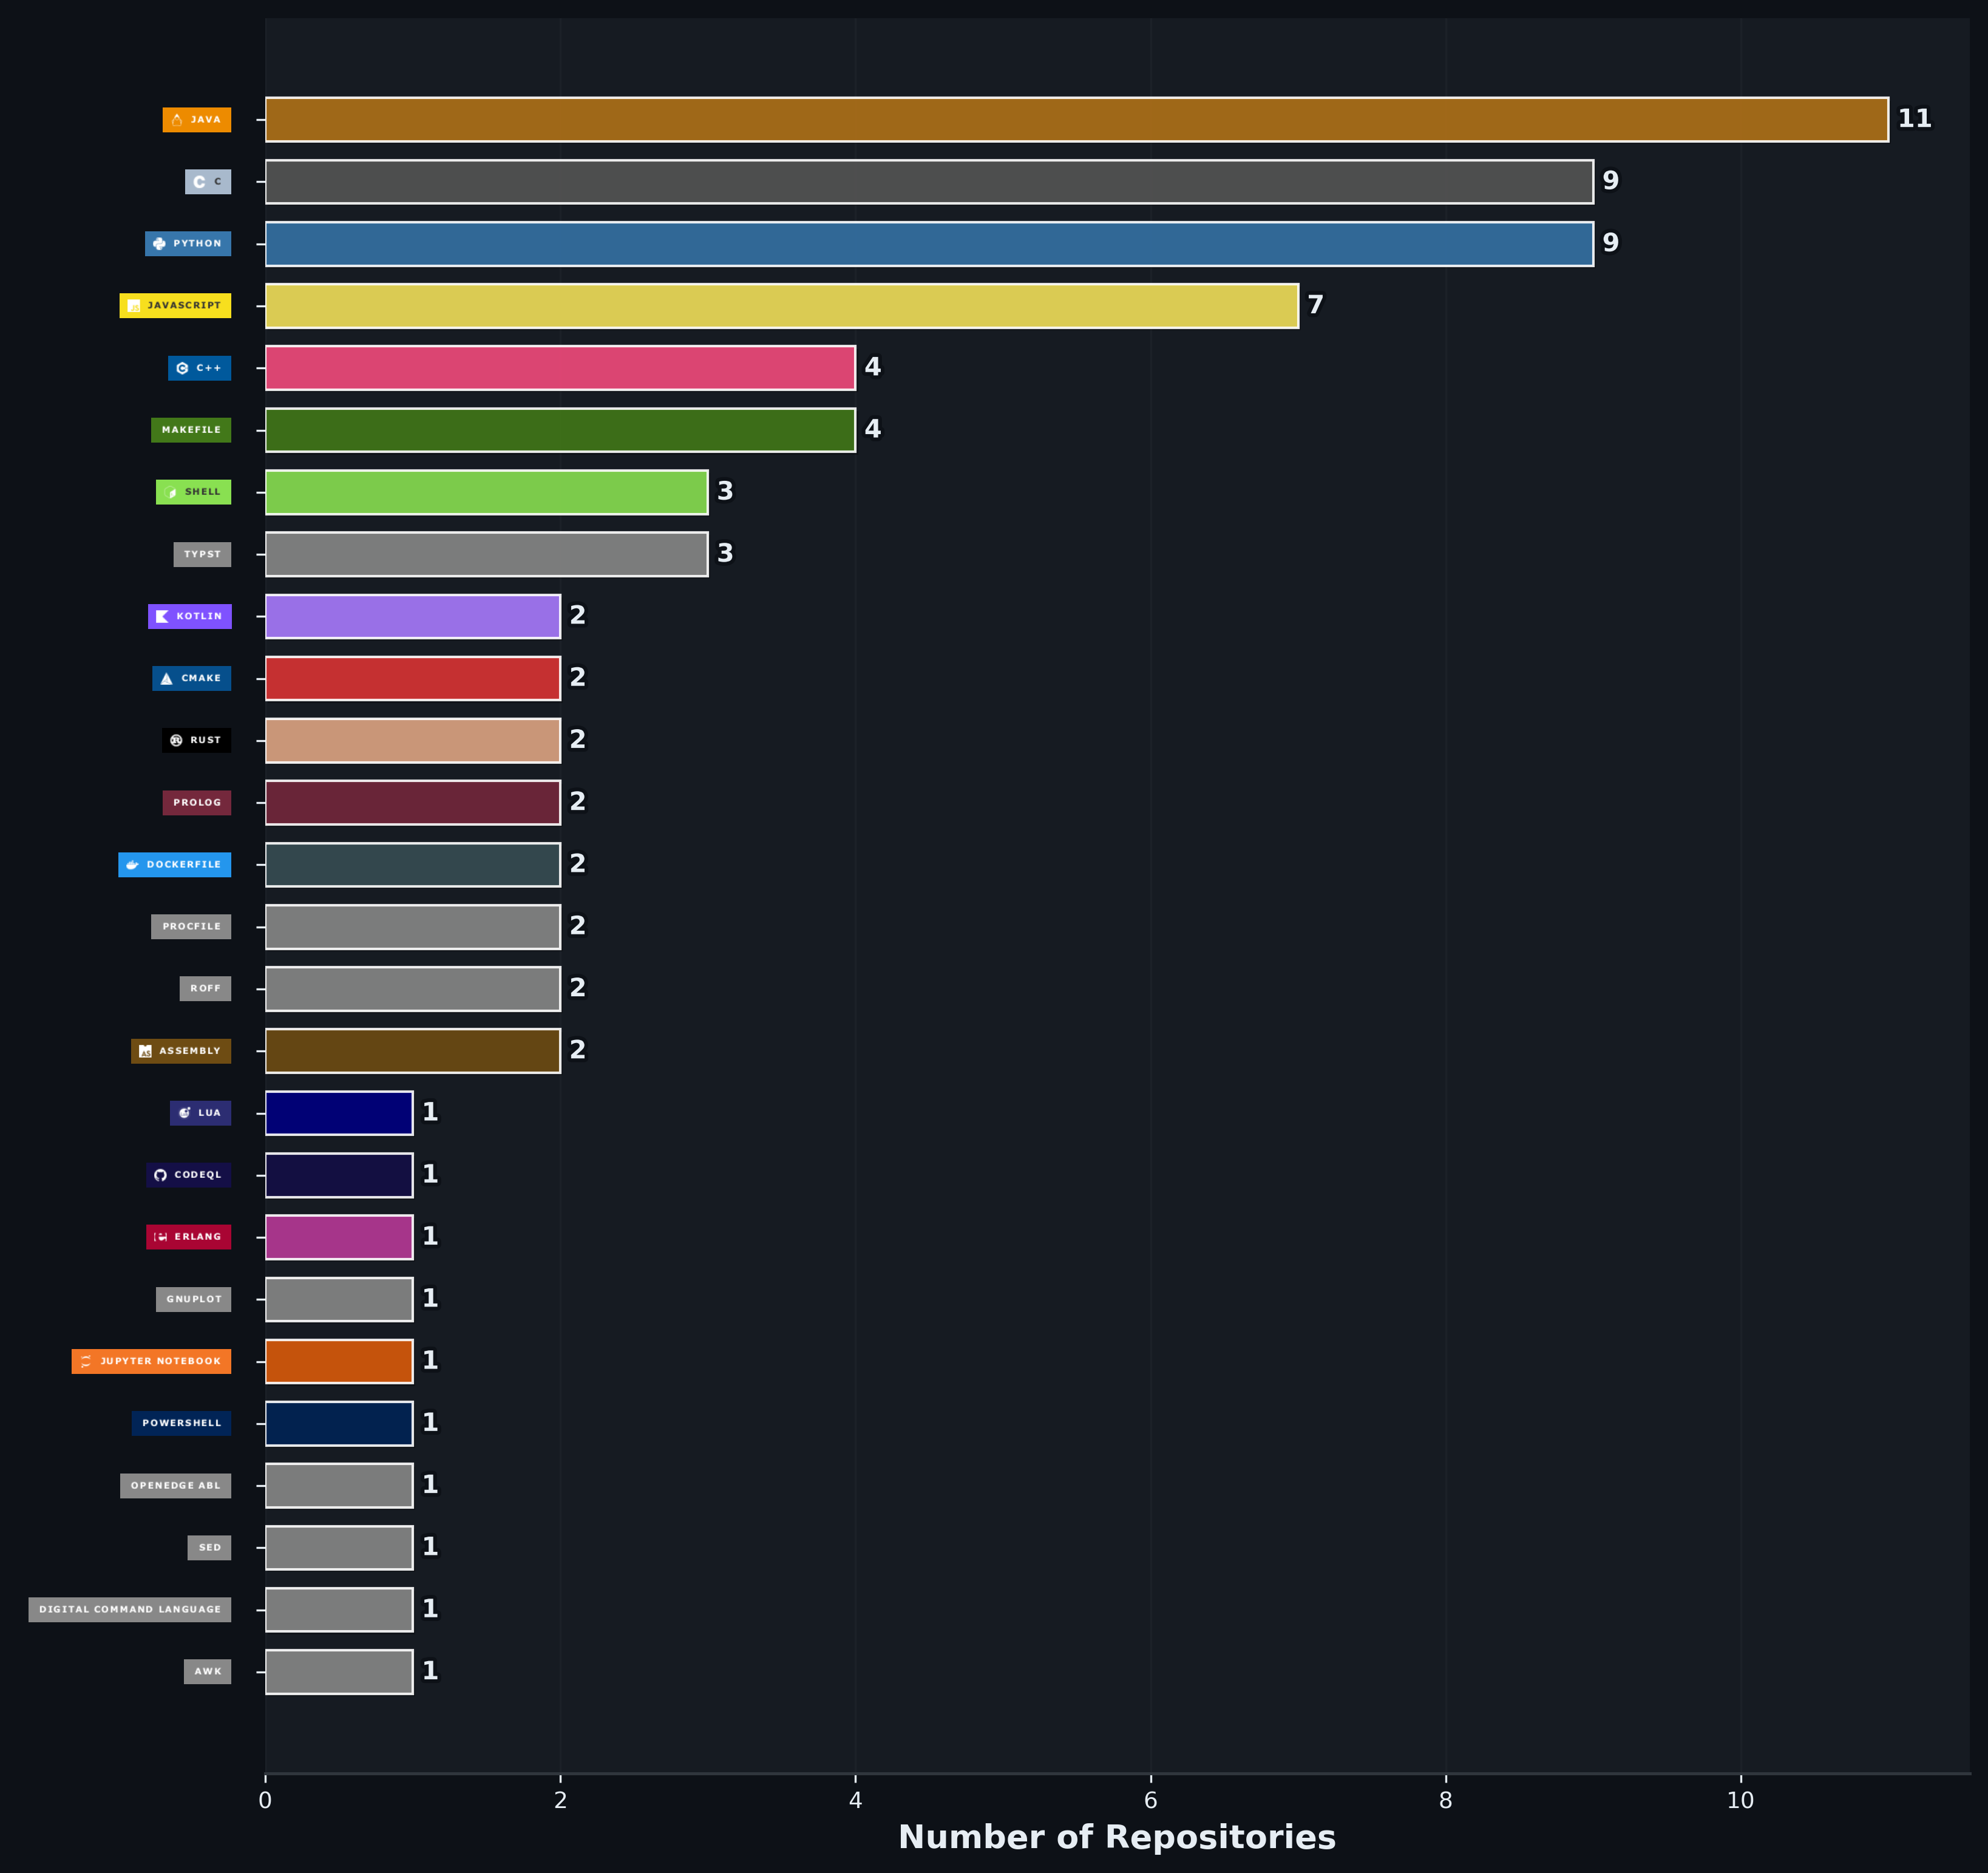 JAVA 11
C 9
PYTHON 9
JAVASCRIPT 7
C++ 4
MAKEFILE 4
SHELL 3
TYPST 3
KOTLIN 2
CMAKE 2
RUST 2
PROLOG 2
DOCKERFILE 2
PROCFILE 2
ROFF 2
ASSEMBLY 2
LUA 1
CODEQL 1
ERLANG 1
GNUPLOT 1
JUPYTER NOTEBOOK 1
POWERSHELL 1
OPENEDGE ABL 1
SED 1
DIGITAL COMMAND LANGUAGE 1
AWK 1
0 2 4 6 8 10
Number of Repositories